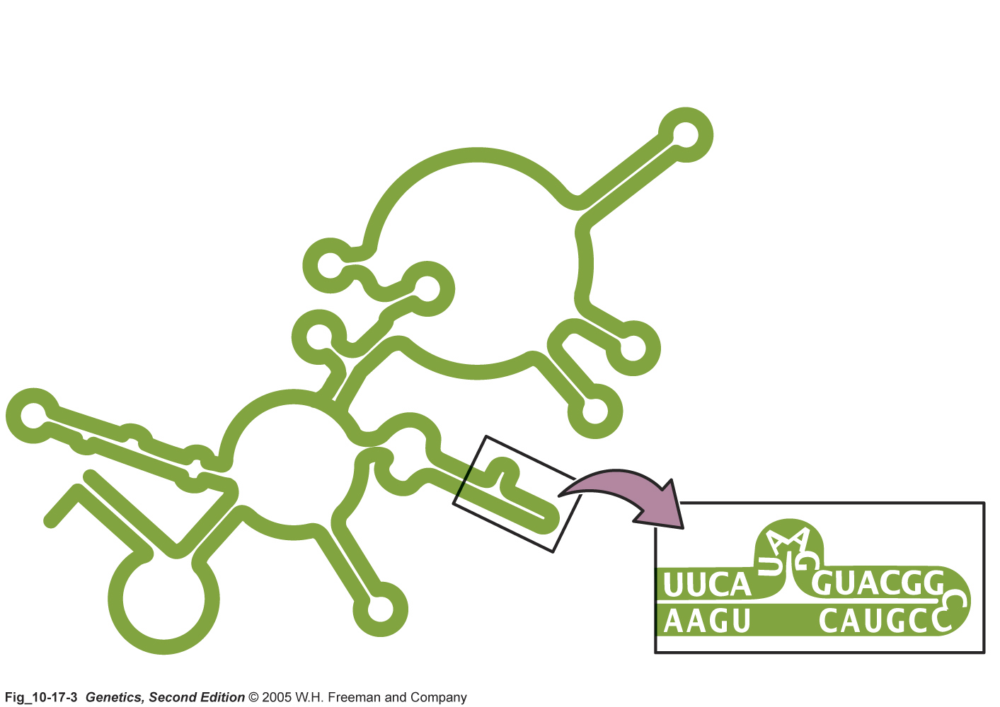 UAAG
UUCA GUACGG
C
AAGU CAUGCC
Fig_10-17-3 Genetics, Second Edition © 2005 W.H. Freeman and Company